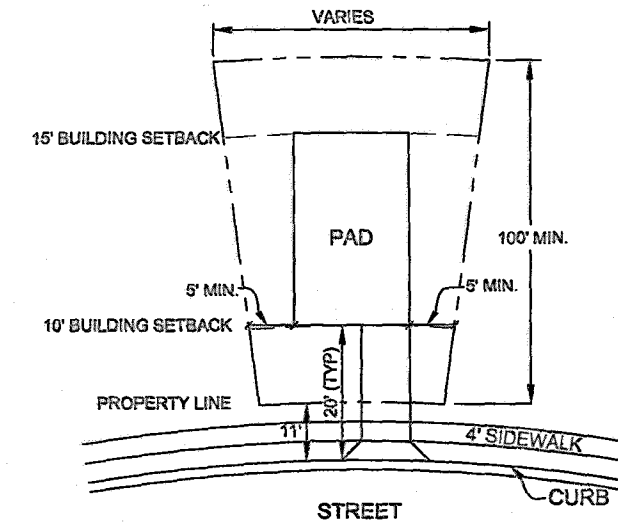 VARIES
15' BUILDING SETBACK
PAD
100' MIN.
5' MIN.
5' MIN.
10' BUILDING SETBACK
20' (TYP)
PROPERTY LINE
11'
4' SIDEWALK
CURB
STREET